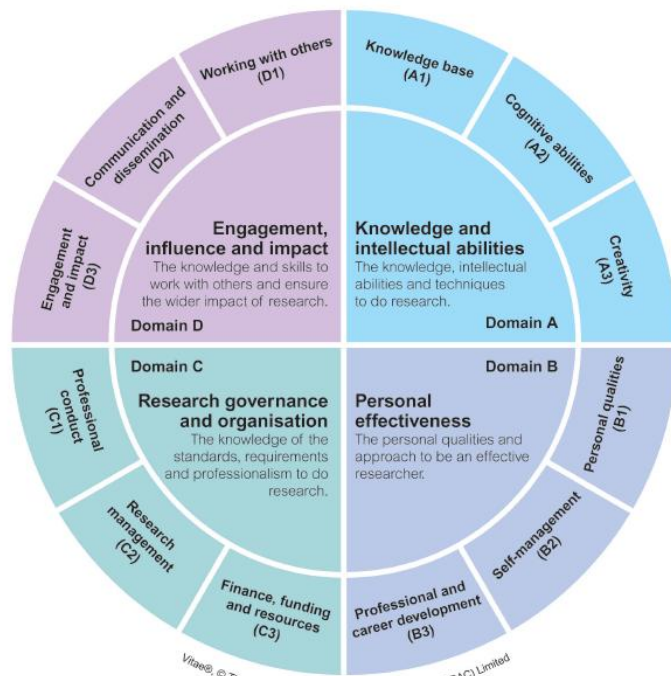 Working with others
(D1)
Communication and
dissemination
(D2)
Engagement
and impact
(D3)
Engagement,
influence and impact
The knowledge and skills to
work with others and ensure
the wider impact of research.
Domain D
Knowledge base
(A1)
Cognitive abilities
(A2)
Creativity
(A3)
Knowledge and
intellectual abilities
The knowledge, intellectual
abilities and techniques
to do research.
Domain A
Domain B
Personal
effectiveness
The personal qualities and
approach to be an effective
researcher.
Personal qualities
(B1)
Self-management
(B2)
Professional and
career development
(B3)
Domain C
Research governance
and organisation
The knowledge of the
standards, requirements
and professionalism to do
research.
Professional
conduct
(C1)
Research
management
(C2)
Finance, funding
and resources
(C3)
Vitae®, © Limited